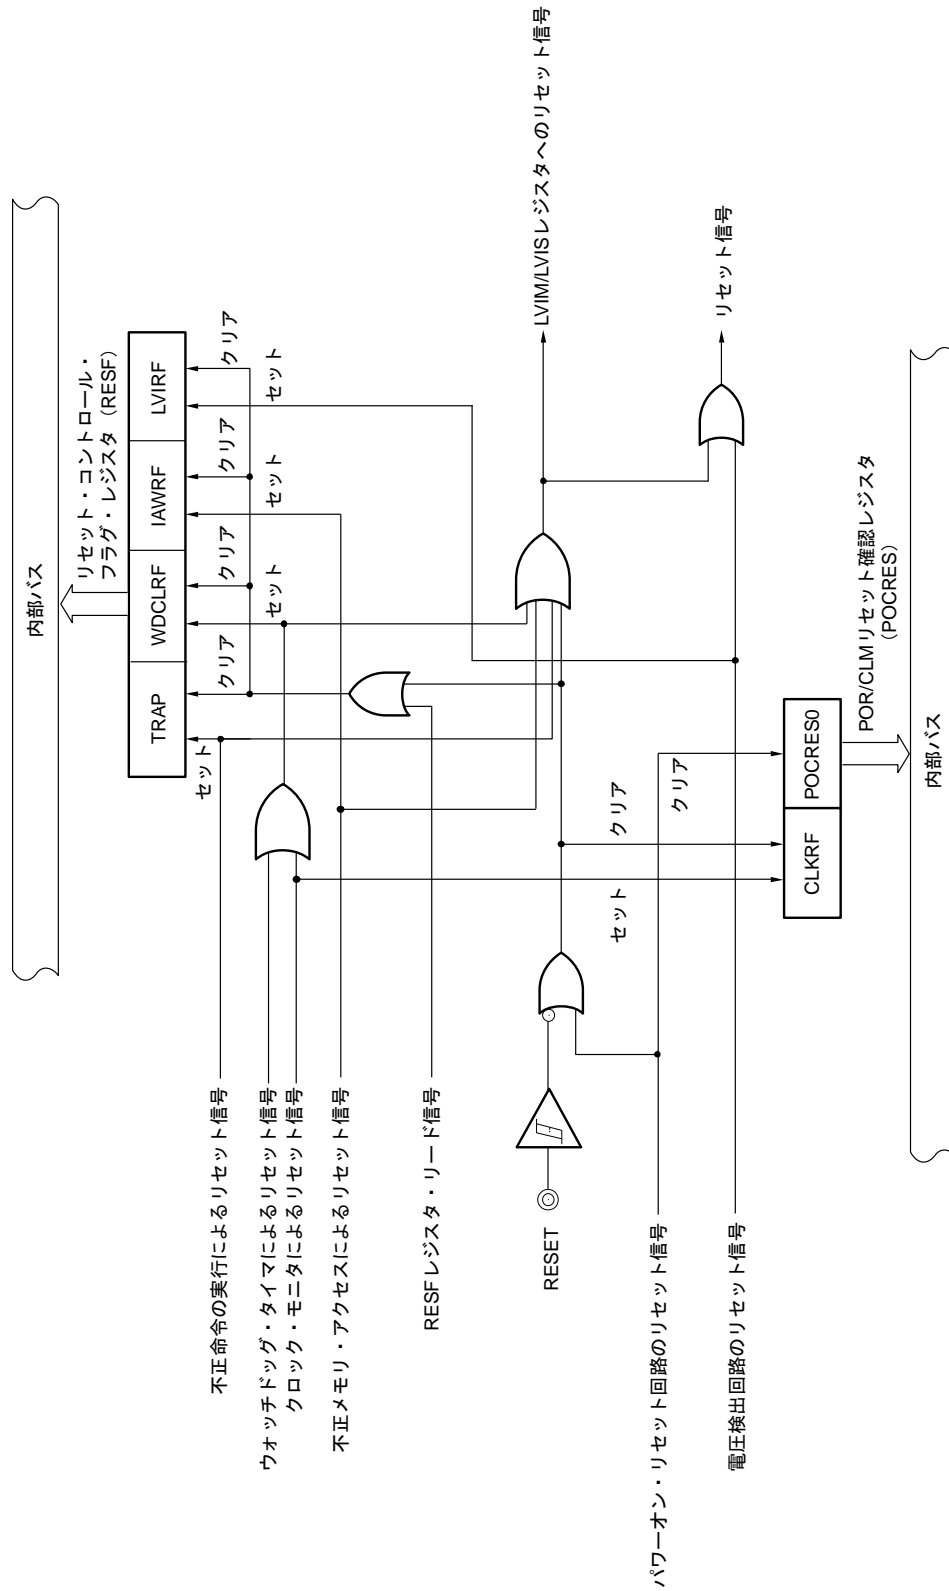 内部バス
リセット・コントロール・
フラグ・レジスタ (RESF)
TRAP
WDCLRF
IAWRF
LVIRF
セット
クリア
セット
クリア
セット
クリア
セット
クリア
不正命令の実行によるリセット信号
ウォッチドッグ・タイマによるリセット信号
クロック・モニタによるリセット信号
不正メモリ・アクセスによるリセット信号
RESFレジスタ・リード信号
RESET
LVIM/LVISレジスタへのリセット信号
セット
クリア
クリア
パワーオン・リセット回路のリセット信号
電圧検出回路のリセット信号
リセット信号
CLKRF
POCRES0
POR/CLMリセット確認レジスタ
(POCRES)
内部バス